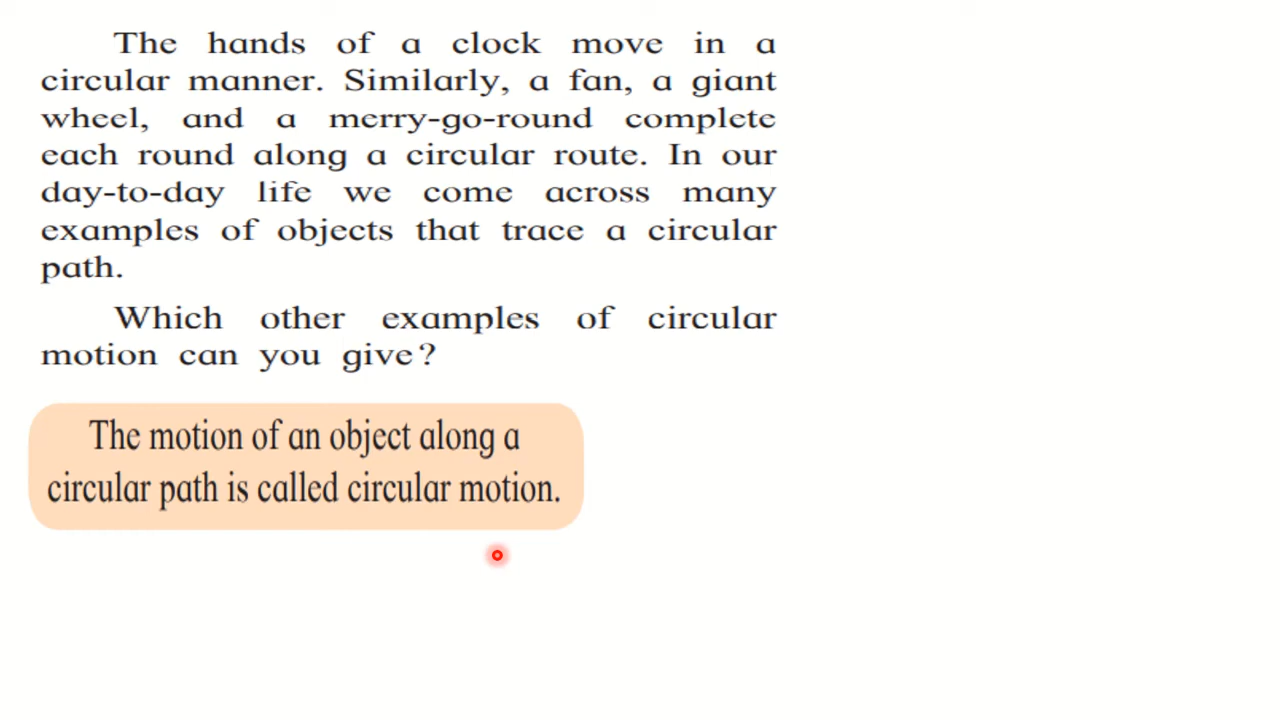 The hands of a clock move in a
circular manner. Similarly, a fan, a giant
wheel, and a merry-go-round complete
each round along a circular route. In our
day-to-day life we come across many
examples of objects that trace a circular
path.
Which other examples of circular
motion can you give?
The motion of an object along a
circular path is called circular motion.